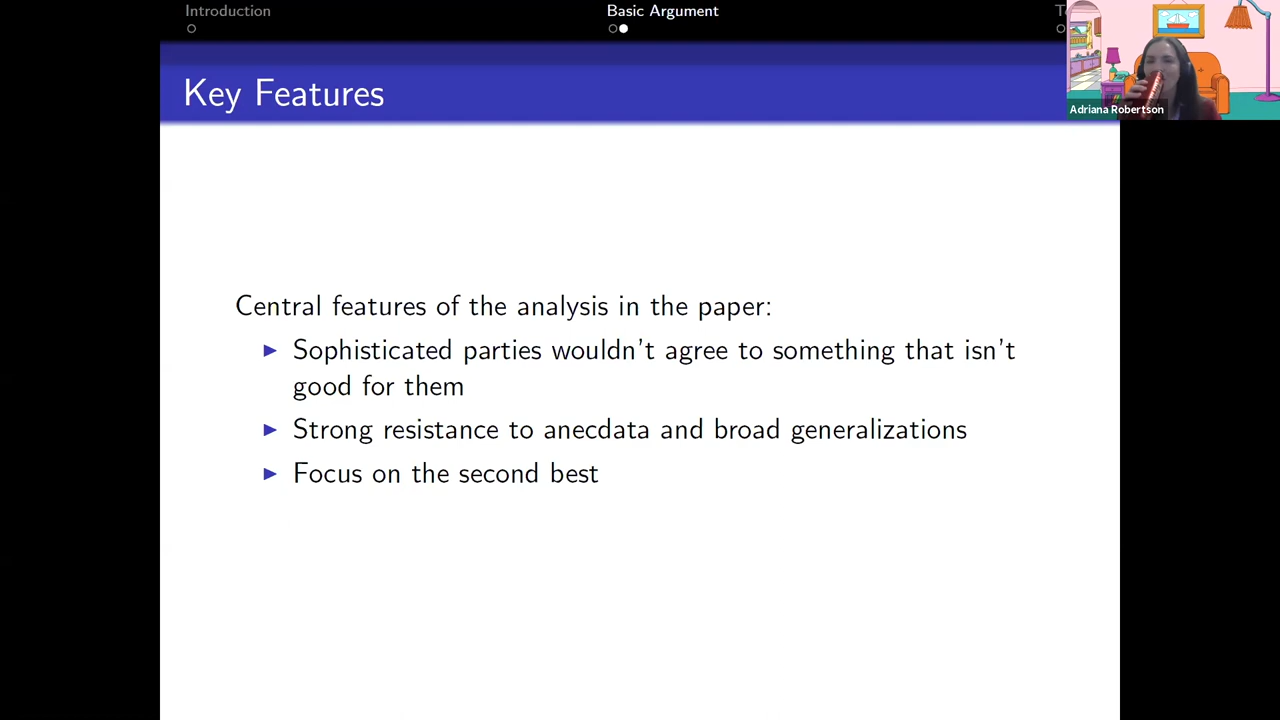 Introduction
Basic Argument
T
Adriana Robertson
Key Features
Central features of the analysis in the paper:
Sophisticated parties wouldn't agree to something that isn't
good for them
Strong resistance to anecdata and broad generalizations
Focus on the second best